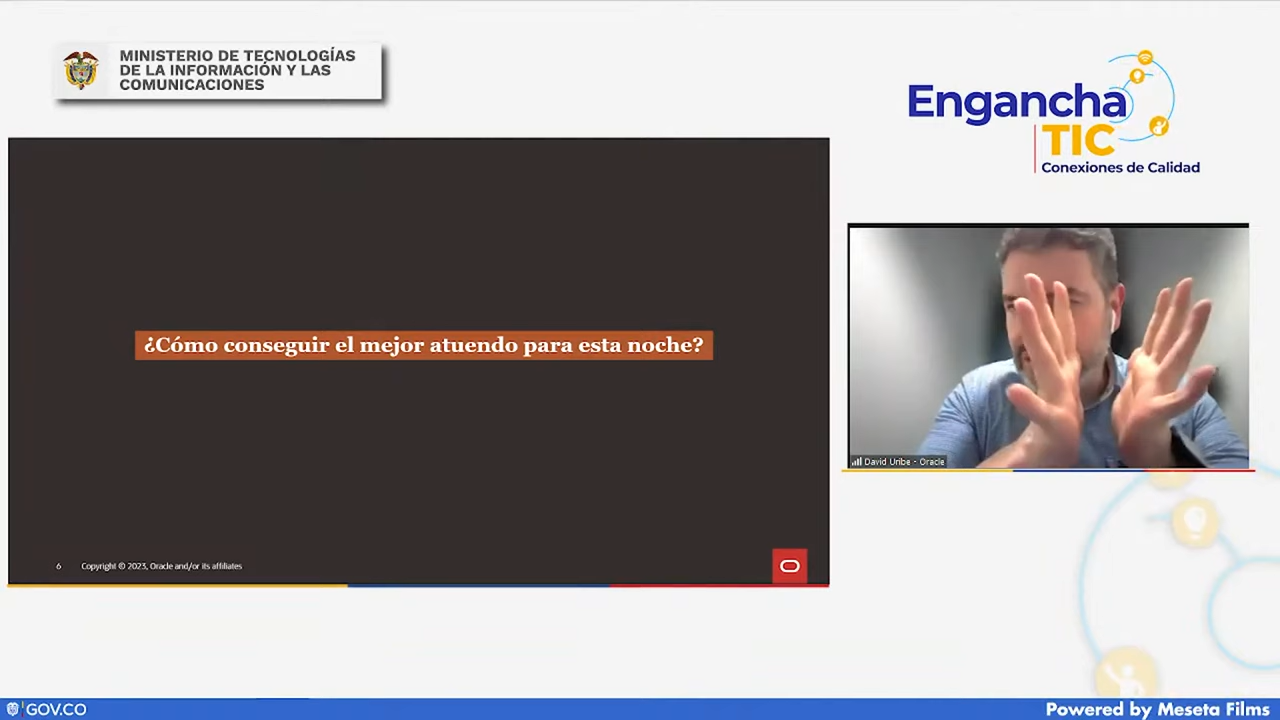 MINISTERIO DE TECNOLOGÍAS
DE LA INFORMACIÓN Y LAS
COMUNICACIONES
Engancha
TIC
Conexiones de Calidad
¿Cómo conseguir el mejor atuendo para esta noche?
David Uribe - Oracle
6 Copyright © 2023, Oracle and/or its affiliates
GOV.CO
Powered by Meseta Films